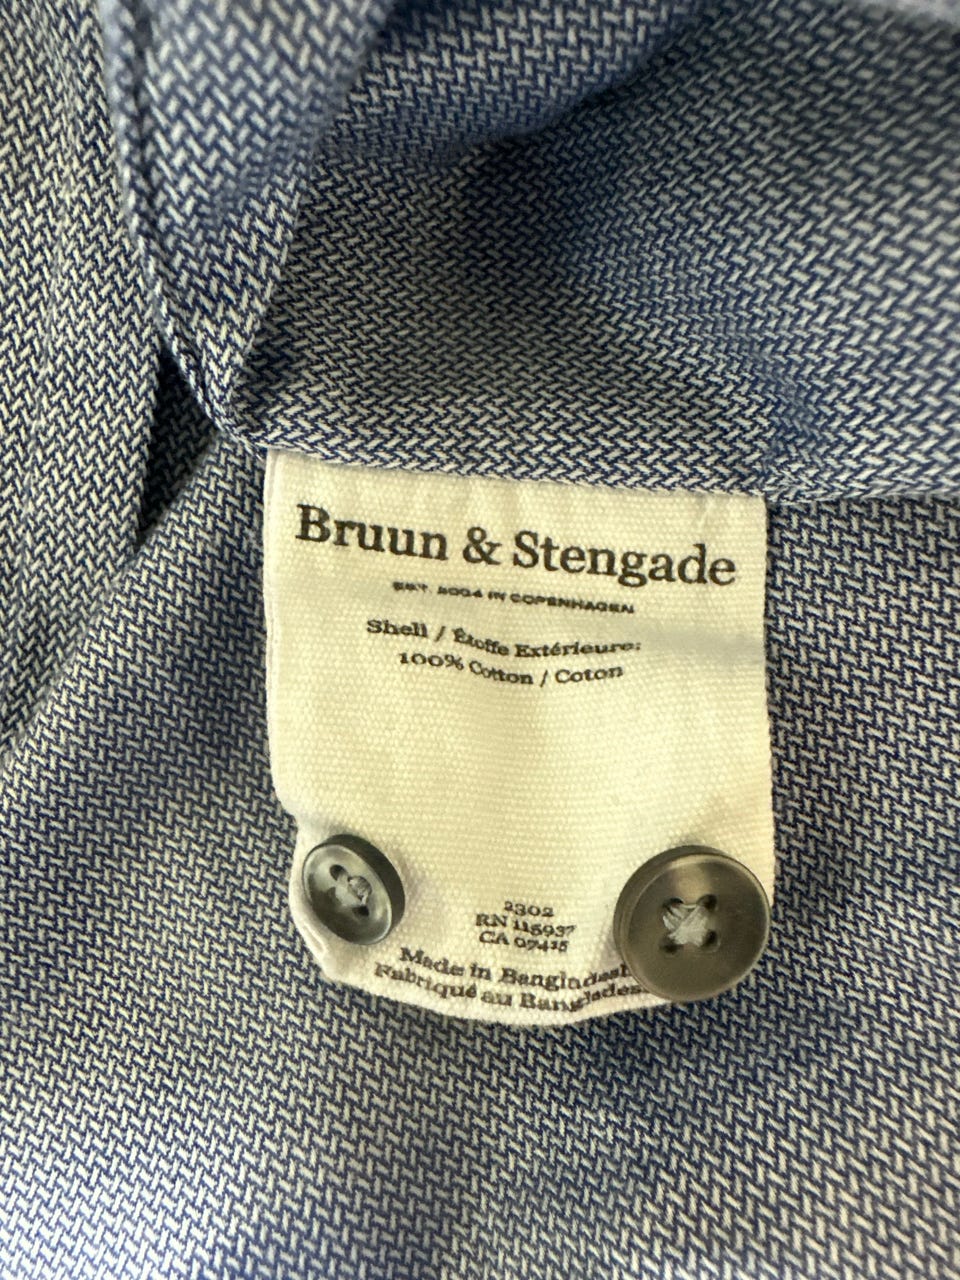 Bruun & Stengade
EST. 2004 IN COPENHAGEN
Shell / Étoffe Extérieure:
100% Cotton / Coton
2302
RN 115937
CA 07415
Made in Bangladesh
Fabriqué au Bangladesh